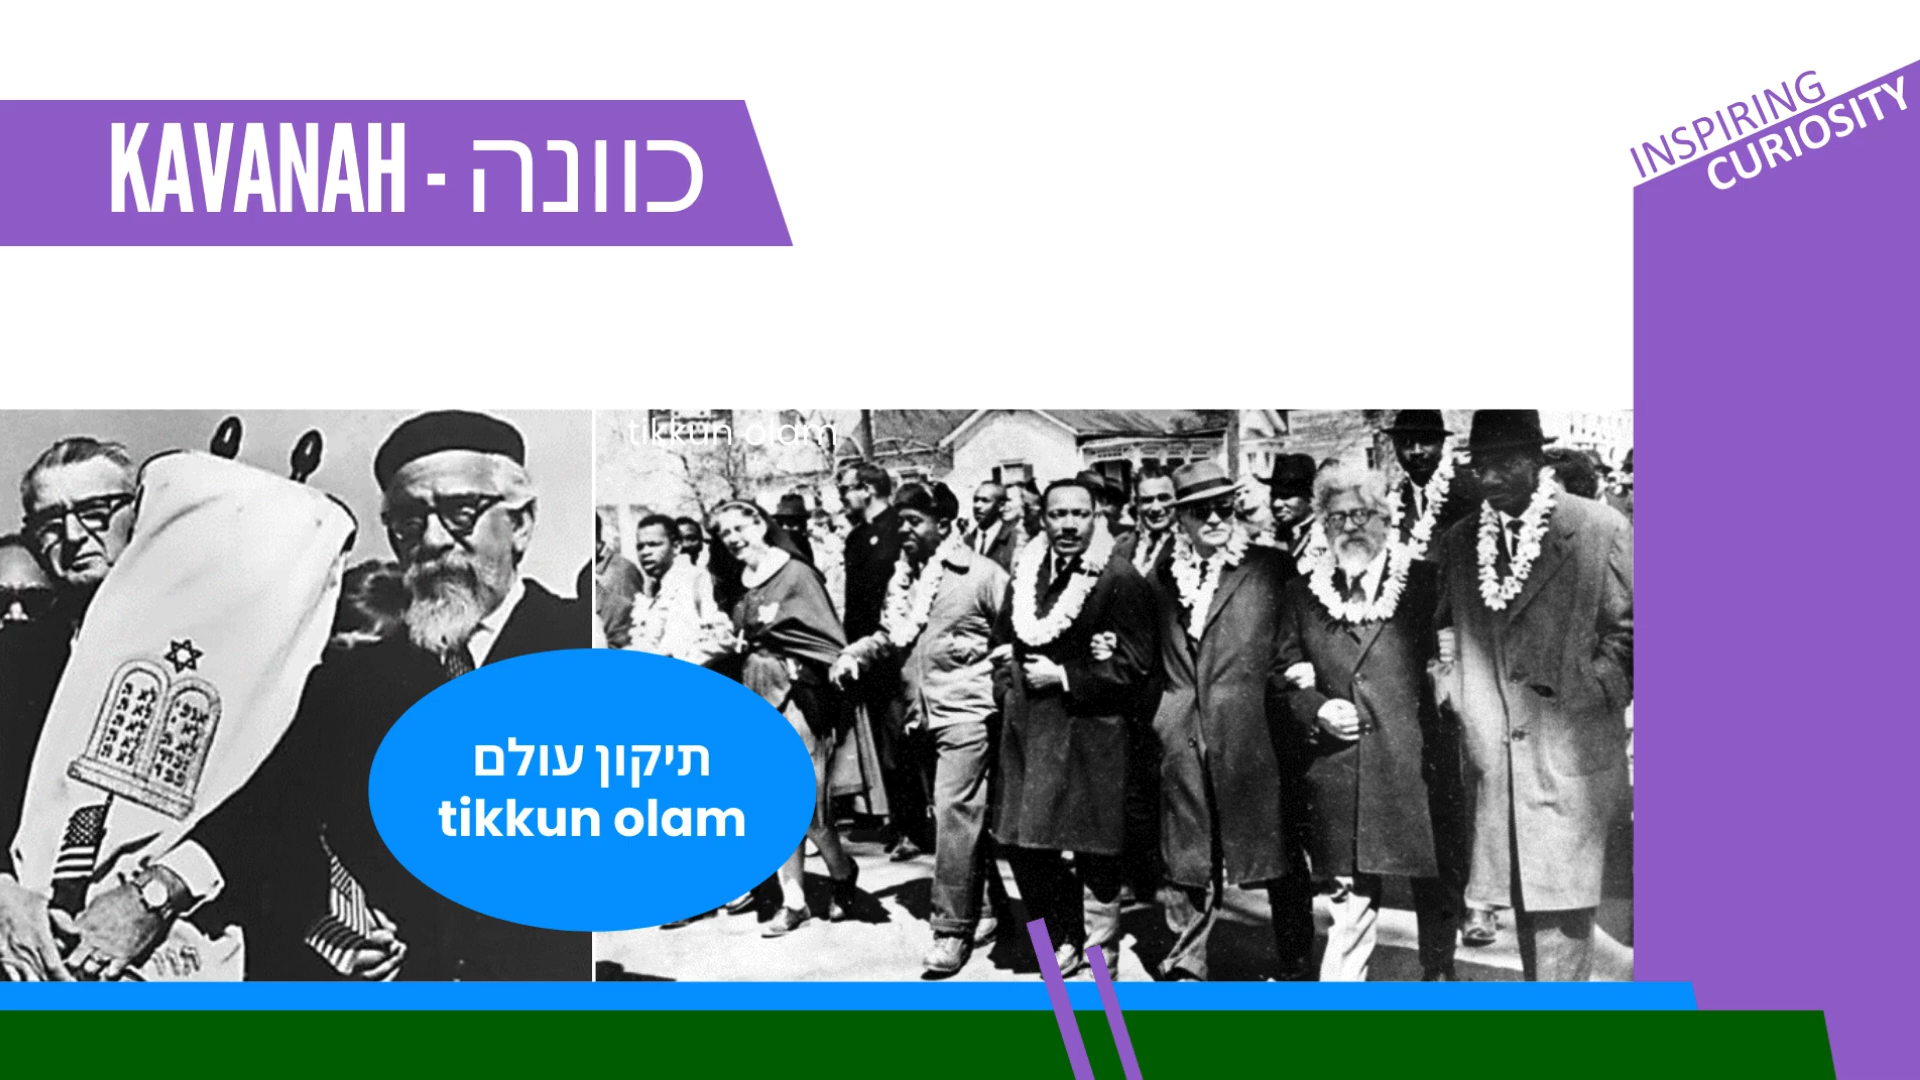 KAVANAH - כוונה
INSPIRING
CURIOSITY
tikkun olam
תיקון עולם
tikkun olam